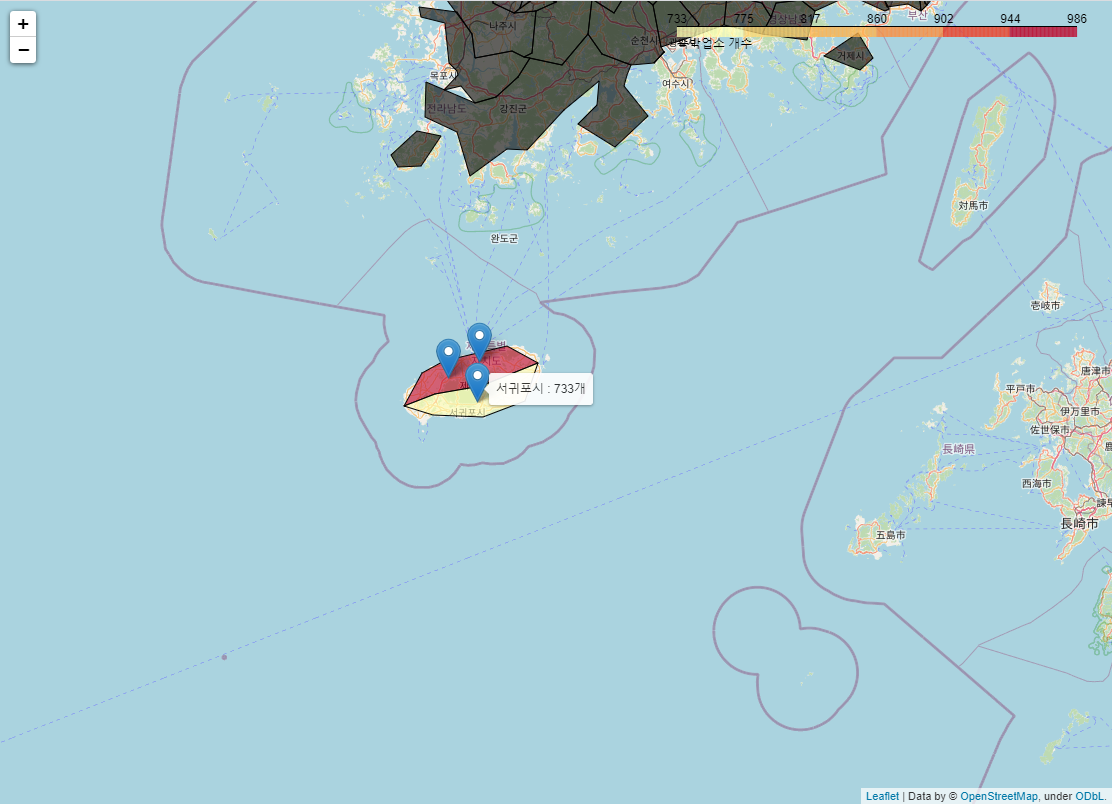 +
−
733 775 817 860 902 944 986
숙박업소 개수
나주시
순천시
부산
거제시
목포시
여수시
전라남도
강진군
対馬市
완도군
壱岐市
서귀포시 : 733개
서귀포시
唐津市
平戸市
伊万里市
佐世保市
長崎県
西海市
長崎市
五島市
Leaflet | Data by © OpenStreetMap, under ODbL.